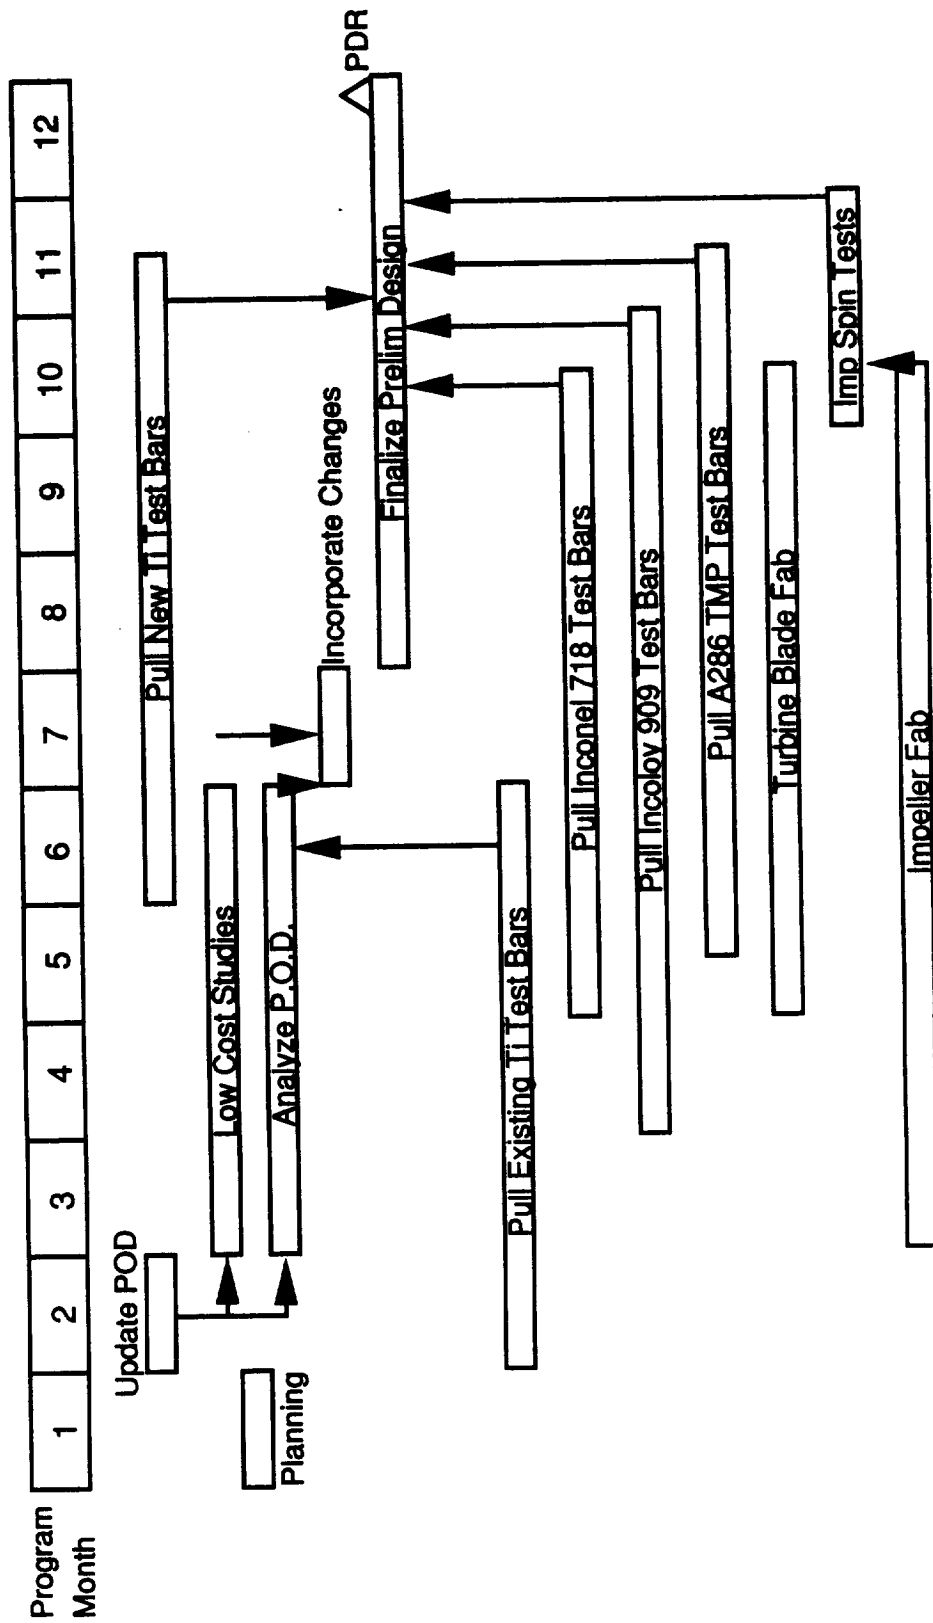 Program
Month
1 2 3 4 5 6 7 8 9 10 11 12
Update POD
Pull New Ti Test Bars
Planning
Low Cost Studies
Analyze P.O.D.
Incorporate Changes
PDR
Finalize Prelim Design
Pull Existing Ti Test Bars
Pull Inconel 718 Test Bars
Pull Incoloy 909 Test Bars
Pull A286 TMP Test Bars
Turbine Blade Fab
Imp Spin Tests
Impeller Fab